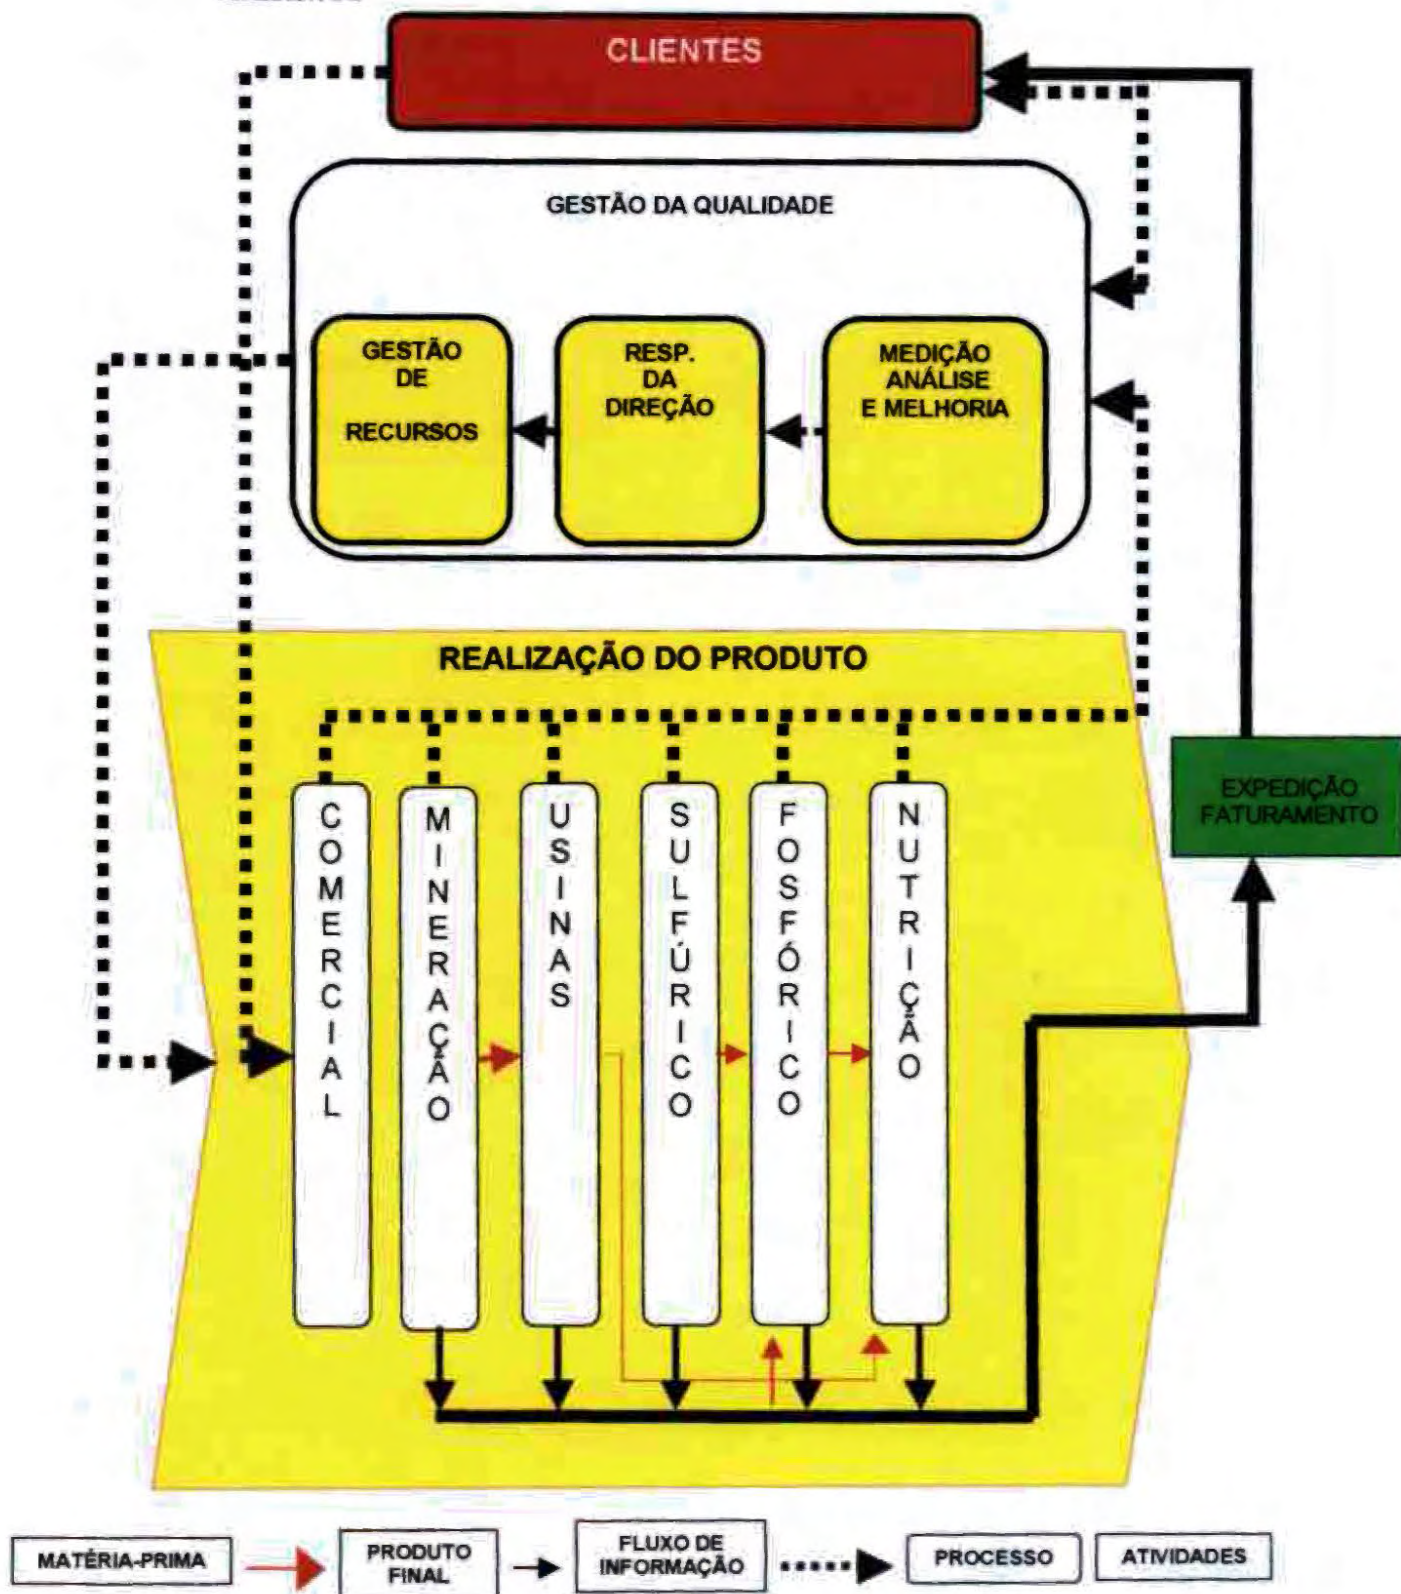 CLIENTES
GESTÃO DA QUALIDADE
GESTÃO
DE
RECURSOS
RESP.
DA
DIREÇÃO
MEDIÇÃO
ANÁLISE
E MELHORIA
REALIZAÇÃO DO PRODUTO
COMERCIAL
MINERAÇÃO
USINAS
SULFÚRICO
FOSFÓRICO
NUTRIÇÃO
EXPEDIÇÃO
FATURAMENTO
MATÉRIA-PRIMA
PRODUTO
FINAL
FLUXO DE
INFORMAÇÃO
PROCESSO
ATIVIDADES